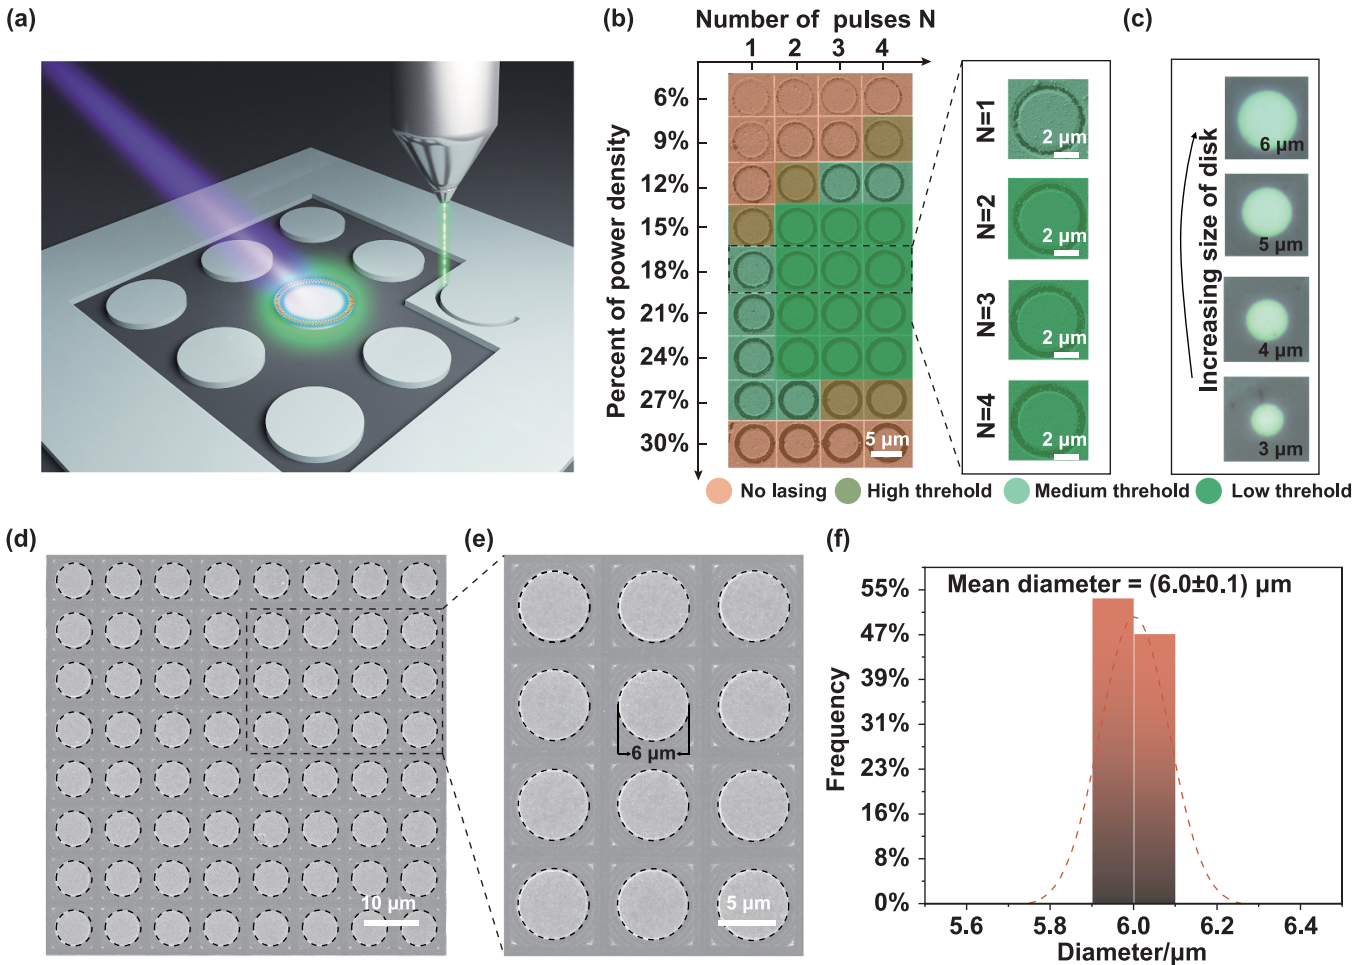 (a)
(b)
Number of pulses N
1 2 3 4
Percent of power density
6%
9%
12%
15%
18%
21%
24%
27%
30%
5 µm
N=1
2 µm
N=2
2 µm
N=3
2 µm
N=4
2 µm
(c)
Increasing size of disk
6 µm
5 µm
4 µm
3 µm
No lasing
High threhold
Medium threhold
Low threhold
(d)
10 µm
(e)
6 µm
5 µm
(f)
Mean diameter = (6.0±0.1) µm
Frequency
55%
47%
39%
31%
23%
16%
8%
0%
5.6 5.8 6.0 6.2 6.4
Diameter/µm